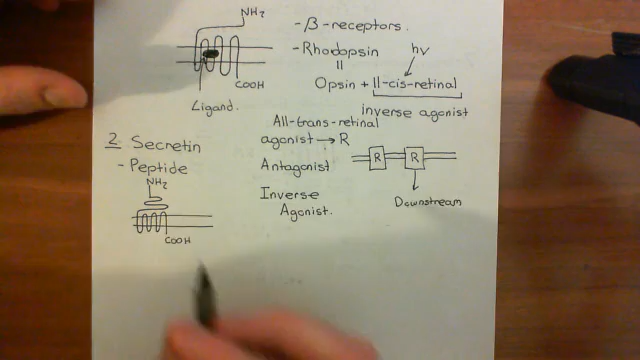 NH₂
COOH
Ligand.
- β-receptors.
- Rhodopsin
hν
Opsin + 11-cis-retinal
inverse agonist
All-trans-retinal
agonist → R
Antagonist
Inverse
Agonist.
R R
Downstream
2 Secretin
- Peptide
NH₂
COOH